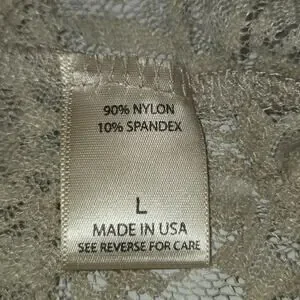 90% NYLON
10% SPANDEX
L
MADE IN USA
SEE REVERSE FOR CARE